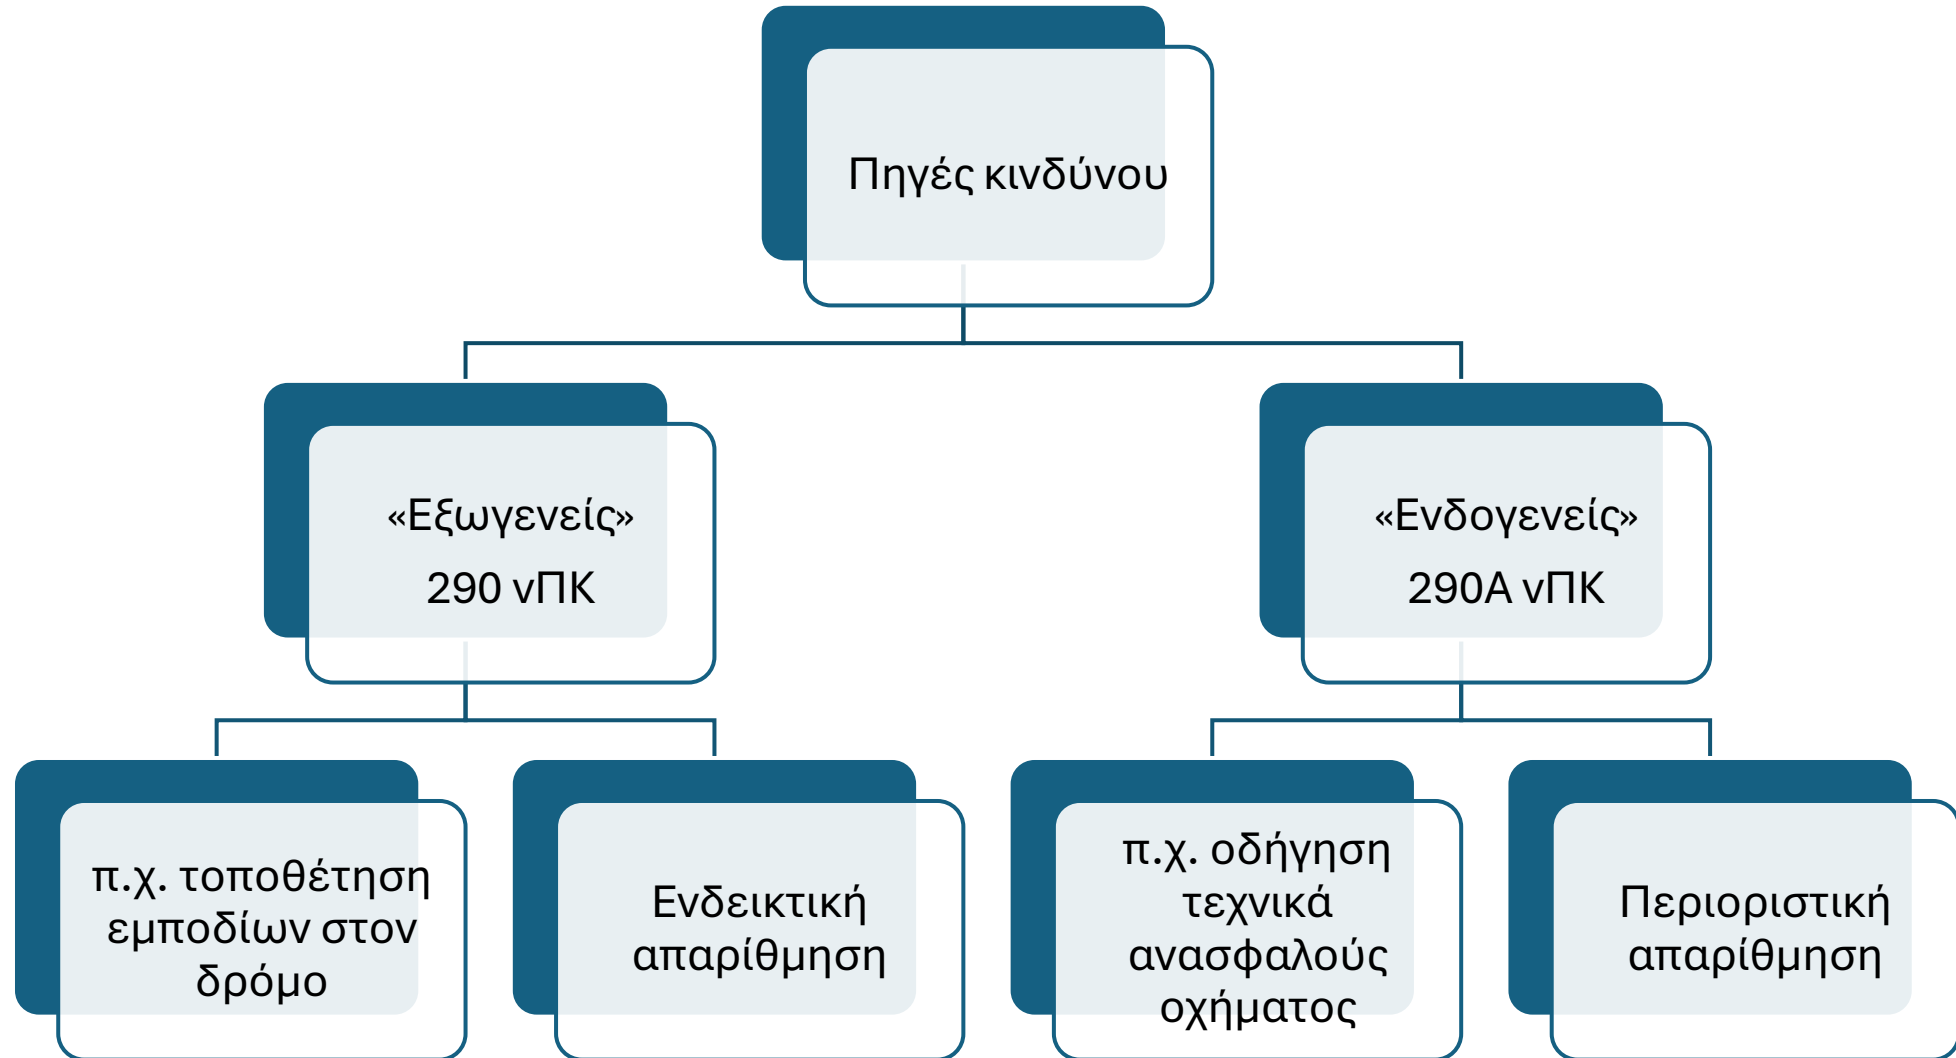 Πηγές κινδύνου
«Εξωγενείς»
290 νΠΚ
«Ενδογενείς»
290Α νΠΚ
π.χ. τοποθέτηση
εμποδίων στον
δρόμο
Ενδεικτική
απαρίθμηση
π.χ. οδήγηση
τεχνικά
ανασφαλούς
οχήματος
Περιοριστική
απαρίθμηση